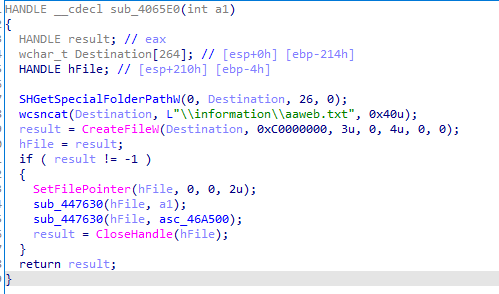 HANDLE __cdecl sub_4065E0(int a1)
{
HANDLE result; // eax
wchar_t Destination[264]; // [esp+0h] [ebp-214h]
HANDLE hFile; // [esp+210h] [ebp-4h]
SHGetSpecialFolderPathW(0, Destination, 26, 0);
wcsncat(Destination, L"\\information\\aaweb.txt", 0x40u);
result = CreateFileW(Destination, 0xC0000000, 3u, 0, 4u, 0, 0);
hFile = result;
if ( result != -1 )
{
SetFilePointer(hFile, 0, 0, 2u);
sub_447630(hFile, a1);
sub_447630(hFile, asc_46A500);
result = CloseHandle(hFile);
}
return result;
}